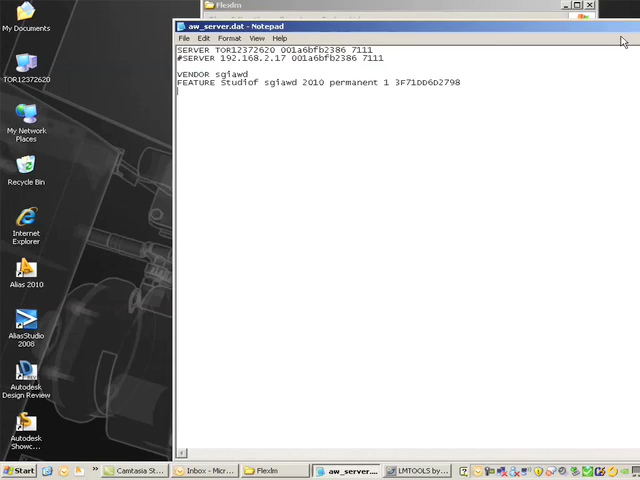 My Documents
TOR12372620
My Network
Places
Recycle Bin
Internet
Explorer
Alias 2010
AliasStudio
2008
Autodesk
Design Review
Autodesk
Showc...
Flexlm
aw_server.dat - Notepad
File Edit Format View Help
SERVER TOR12372620 001a6bfb2386 7111
#SERVER 192.168.2.17 001a6bfb2386 7111
VENDOR sgiawd
FEATURE Studiof sgiawd 2010 permanent 1 3F71DD6D2798
Start
Camtasia St...
Inbox - Micr...
Flexlm
aw_server....
LMTOOLS by...